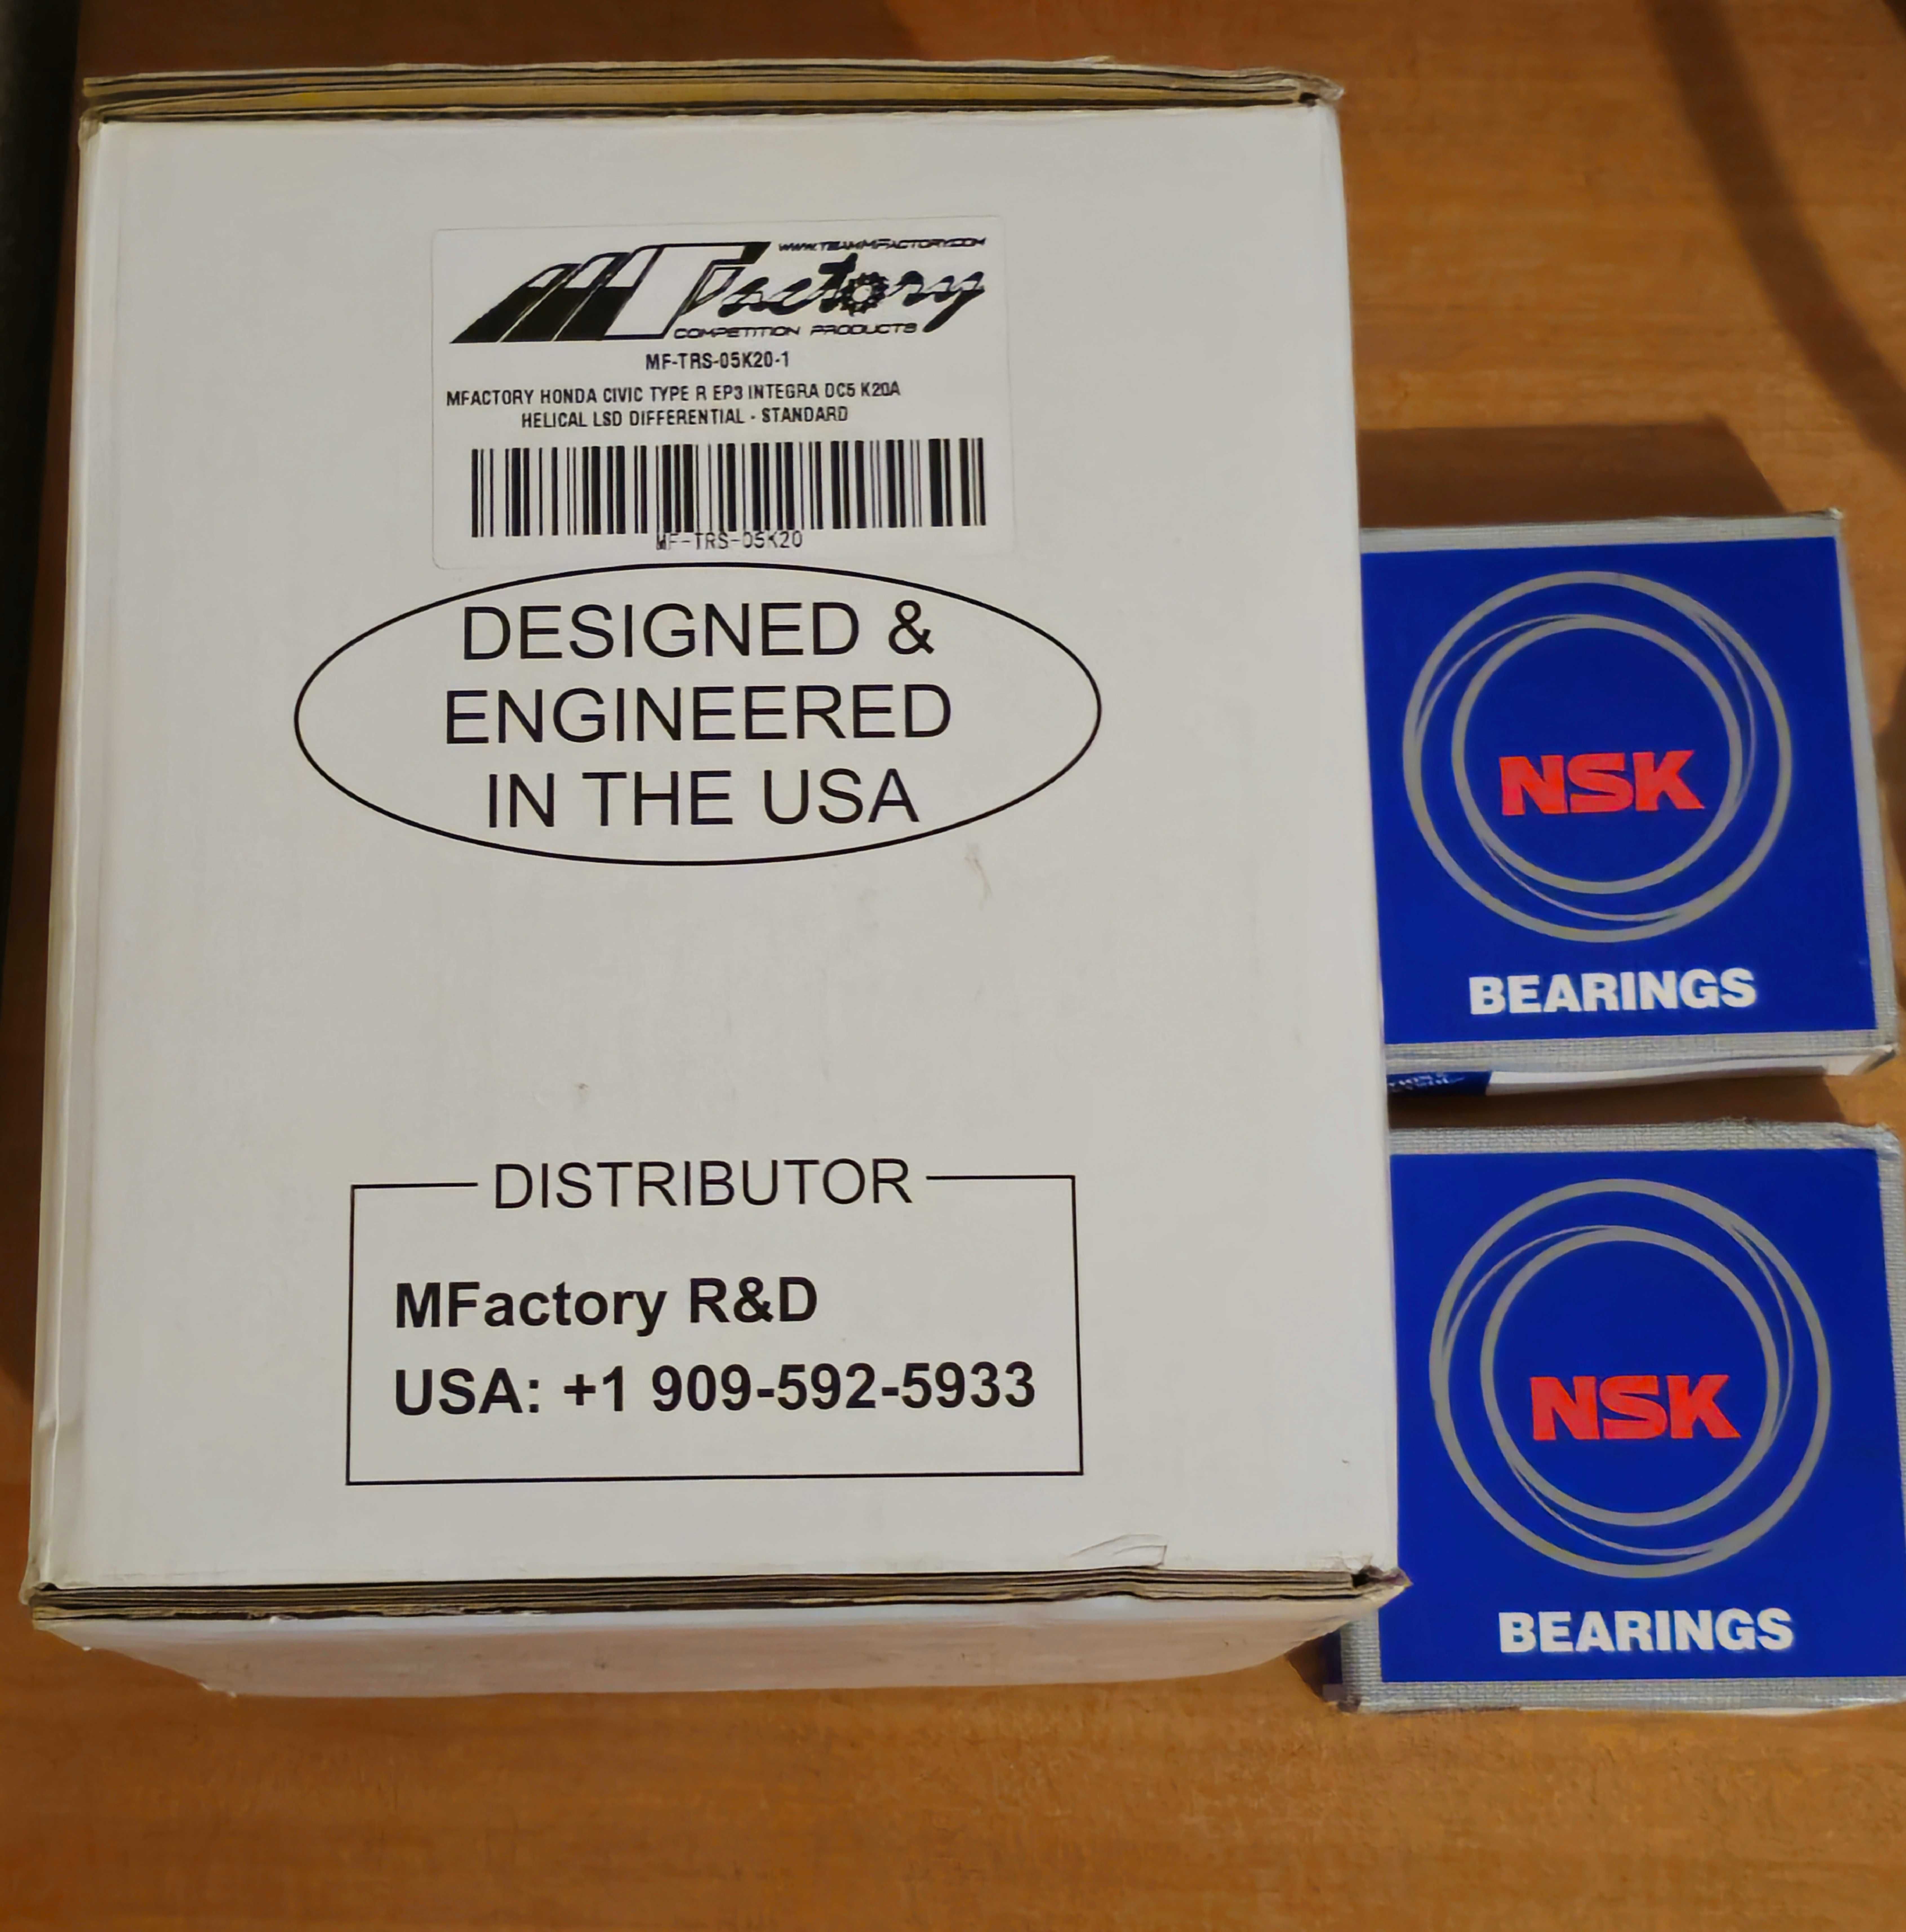 WWW.TEAMMFACTORY.COM
MFactory
COMPETITION PRODUCTS
MF-TRS-05K20-1
MFACTORY HONDA CIVIC TYPE R EP3 INTEGRA DC5 K20A
HELICAL LSD DIFFERENTIAL - STANDARD
MF-TRS-05K20
DESIGNED &
ENGINEERED
IN THE USA
DISTRIBUTOR
MFactory R&D
USA: +1 909-592-5933
NSK
BEARINGS
NSK
BEARINGS